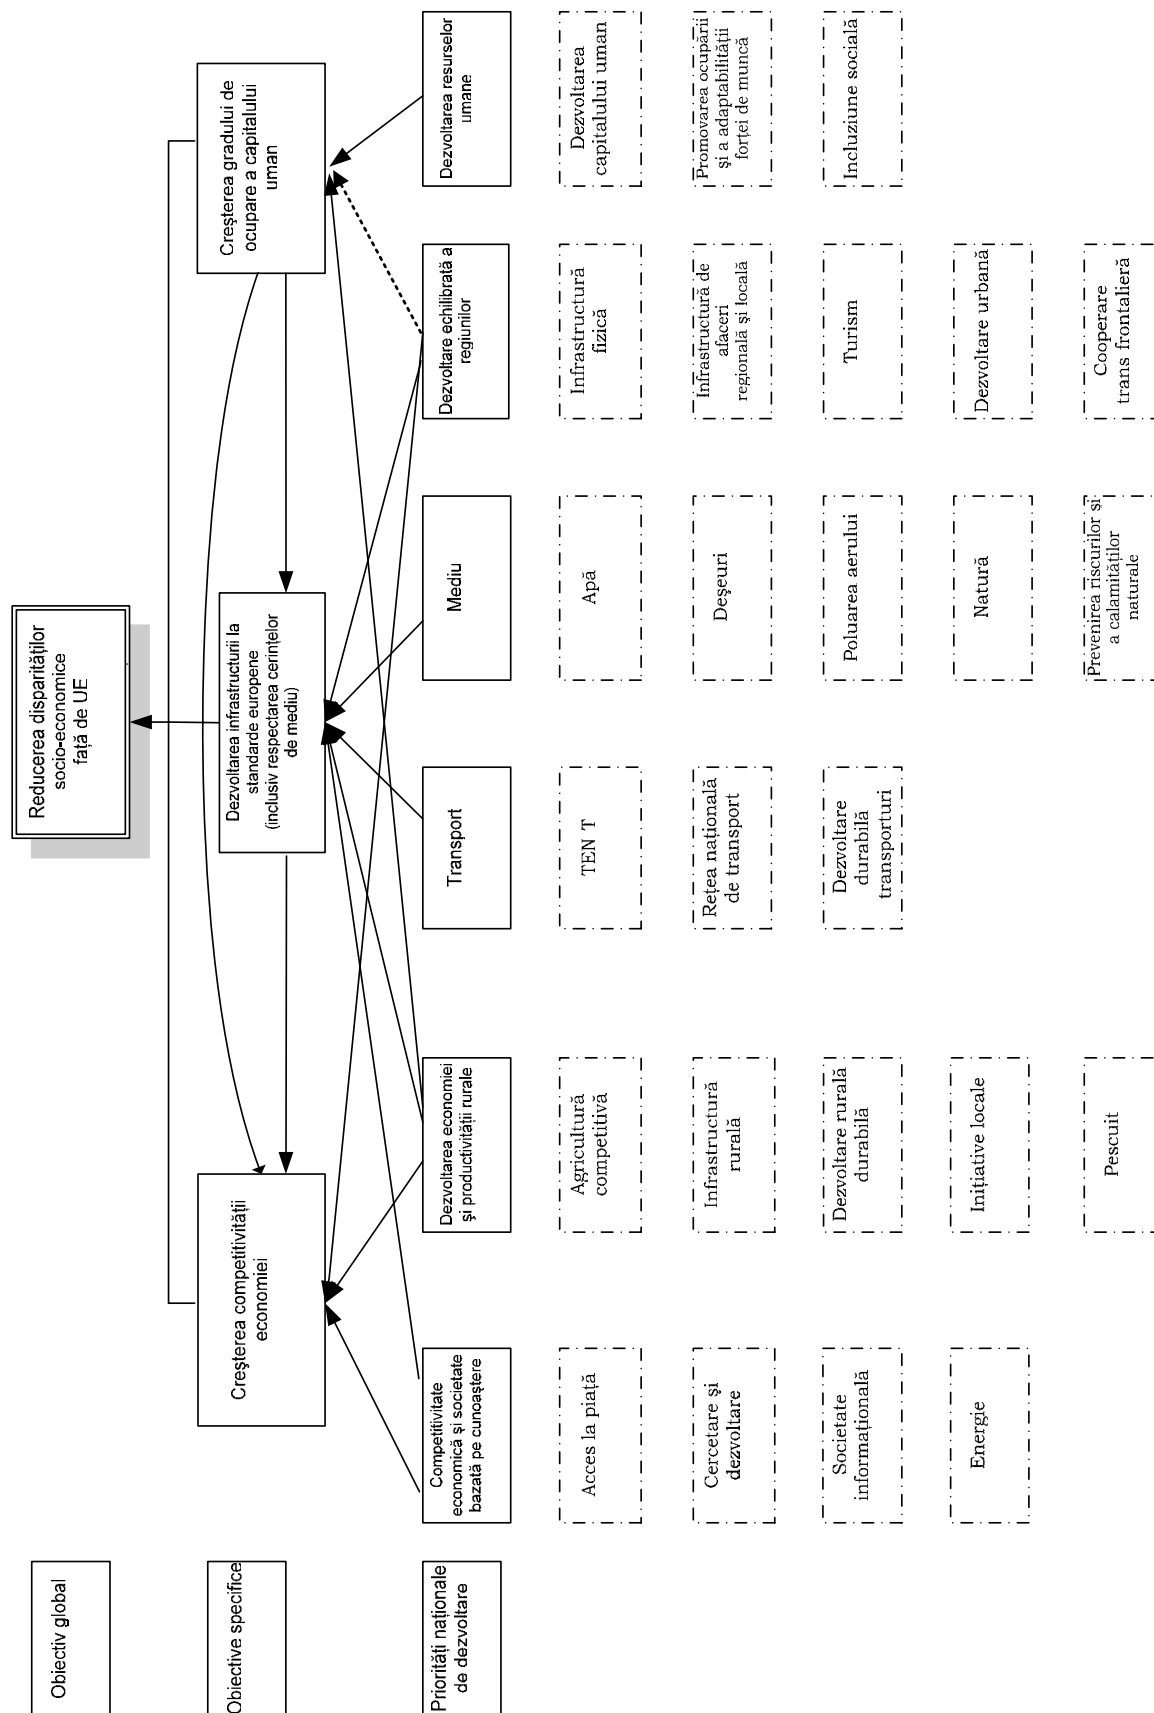 Obiectiv global
Reducerea disparităților
socio-economice
față de UE
Obiective specifice
Creșterea competitivității
economiei
Dezvoltarea infrastructurii la
standarde europene
(inclusiv respectarea cerințelor
de mediu)
Creşterea gradului de
ocupare a capitalului
uman
Priorități naționale
de dezvoltare
Competitivitate
economică și societate
bazată pe cunoaștere
Dezvoltarea economiei
și productivității rurale
Transport
Mediu
Dezvoltare echilibrată a
regiunilor
Dezvoltarea resurselor
umane
Acces la piață
Agricultură
competitivă
TEN T
Apă
Infrastructură
fizică
Dezvoltarea
capitalului uman
Cercetare și
dezvoltare
Infrastructură
rurală
Rețea națională
de transport
Deșeuri
Infrastructură de
afaceri
regională și locală
Promovarea ocupării
și a adaptabilității
forței de muncă
Societate
informațională
Dezvoltare rurală
durabilă
Dezvoltare
durabilă
transporturi
Poluarea aerului
Turism
Incluziune socială
Energie
Inițiative locale
Natură
Dezvoltare urbană
Pescuit
Prevenirea riscurilor și
a calamităților
naturale
Cooperare
trans frontalieră